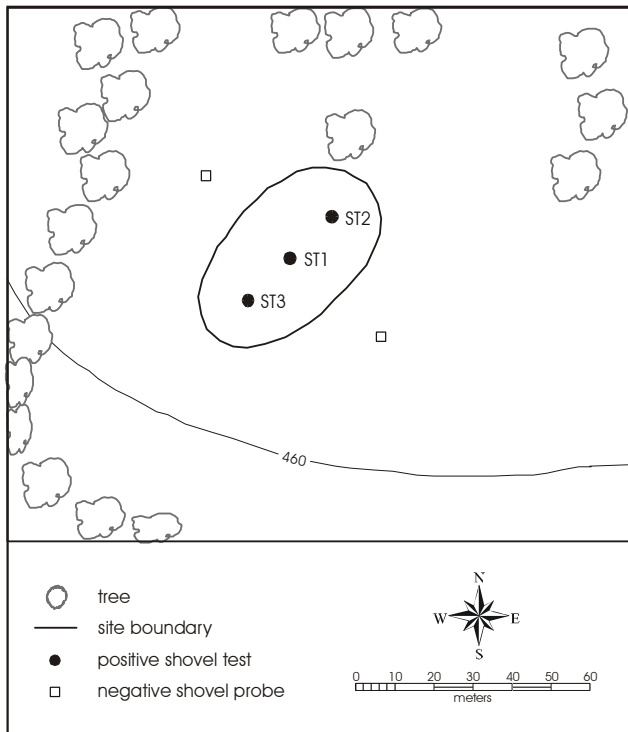 ST2
ST1
ST3
460
tree
site boundary
positive shovel test
negative shovel probe
N
W E
S
0 10 20 30 40 50 60
meters